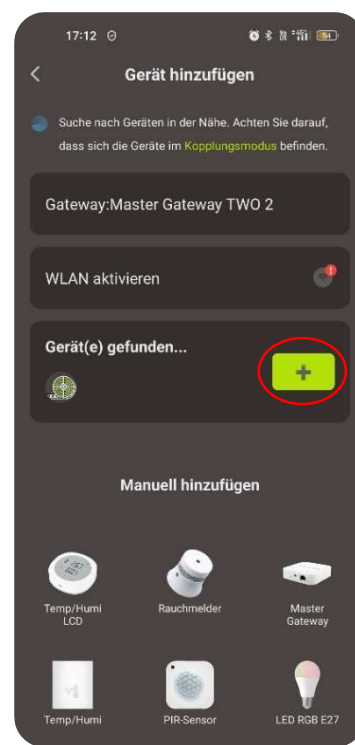 17:12
54
Gerät hinzufügen
Suche nach Geräten in der Nähe. Achten Sie darauf,
dass sich die Geräte im Kopplungsmodus befinden.
Gateway:Master Gateway TWO 2
WLAN aktivieren
Gerät(e) gefunden...
+
Manuell hinzufügen
Temp/Humi
LCD
Rauchmelder
Master
Gateway
Temp/Humi
PIR-Sensor
LED RGB E27